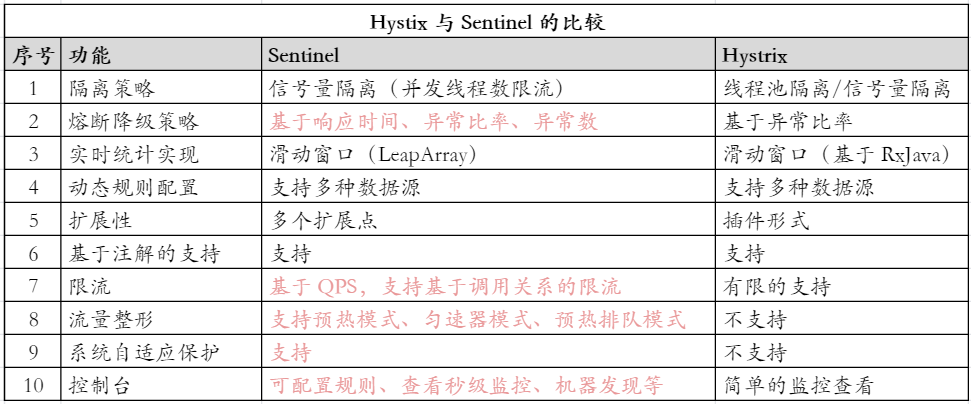 Hystix 与 Sentinel 的比较
序号 功能 Sentinel Hystrix
1 隔离策略 信号量隔离（并发线程数限流） 线程池隔离/信号量隔离
2 熔断降级策略 基于响应时间、异常比率、异常数 基于异常比率
3 实时统计实现 滑动窗口（LeapArray） 滑动窗口（基于 RxJava）
4 动态规则配置 支持多种数据源 支持多种数据源
5 扩展性 多个扩展点 插件形式
6 基于注解的支持 支持 支持
7 限流 基于 QPS，支持基于调用关系的限流 有限的支持
8 流量整形 支持预热模式、匀速器模式、预热排队模式 不支持
9 系统自适应保护 支持 不支持
10 控制台 可配置规则、查看秒级监控、机器发现等 简单的监控查看